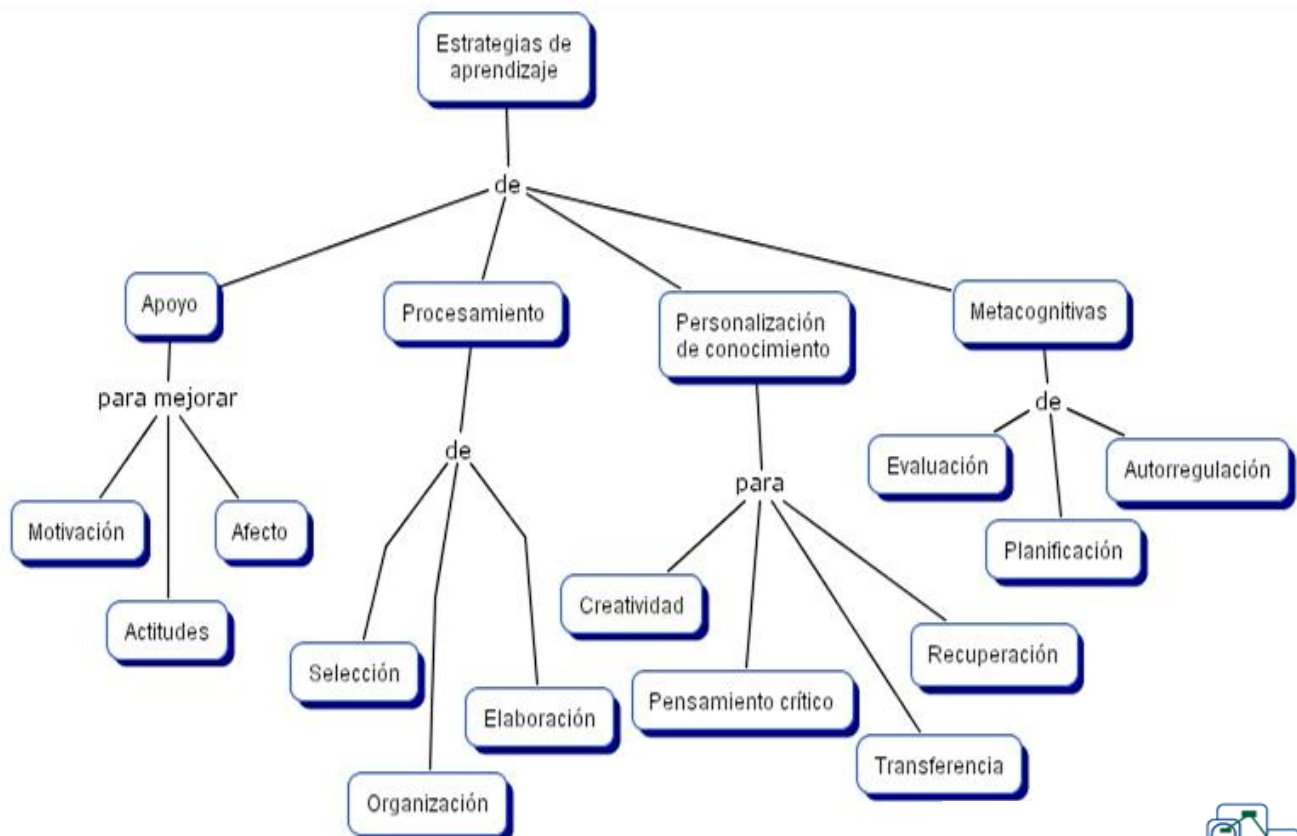 Estrategias de
aprendizaje
de
Apoyo
Procesamiento
Personalización
de conocimiento
Metacognitivas
para mejorar
de
de
para
Motivación
Afecto
Actitudes
Selección
Elaboración
Organización
Creatividad
Pensamiento crítico
Transferencia
Recuperación
Evaluación
Autorregulación
Planificación